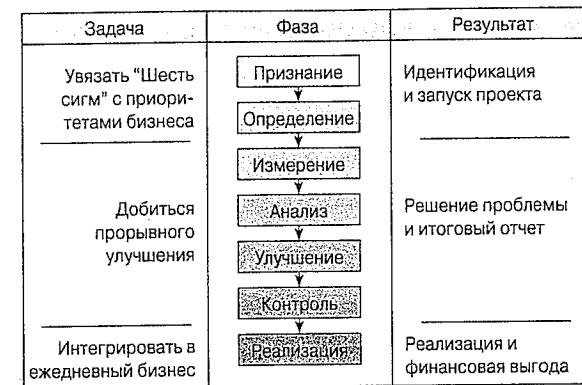 Задача
Фаза
Результат
Увязать "Шесть
сигм" с приори-
тетами бизнеса
Признание
Определение
Идентификация
и запуск проекта
Добиться
прорывного
улучшения
Измерение
Анализ
Улучшение
Контроль
Решение проблемы
и итоговый отчет
Интегрировать в
ежедневный бизнес
Реализация
Реализация и
финансовая выгода